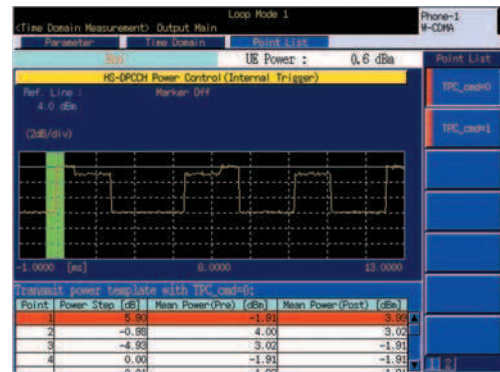 Loop Mode 1
Phone-1
<Time Domain Measurement> Output Main
W-CDMA
Parameter Time Domain Point List
End UE Power : 0.6 dBm
Point List
HS-DPCCH Power Control(Internal Trigger)
Ref. Line : Marker Off
4.0 dBm
(2dB/div)
TPC_cmd=0
TPC_cmd=1
-1.0000 [ms] 6.0000 13.0000
Transmit power template with TPC_cmd=0:
Point Power Step [dB] Mean Power(Pre) [dBm] Mean Power(Post) [dBm]
1 5.90 -1.91 3.99
2 -0.98 4.00 3.02
3 -4.93 3.02 -1.91
4 0.00 -1.91 -1.91
1 2